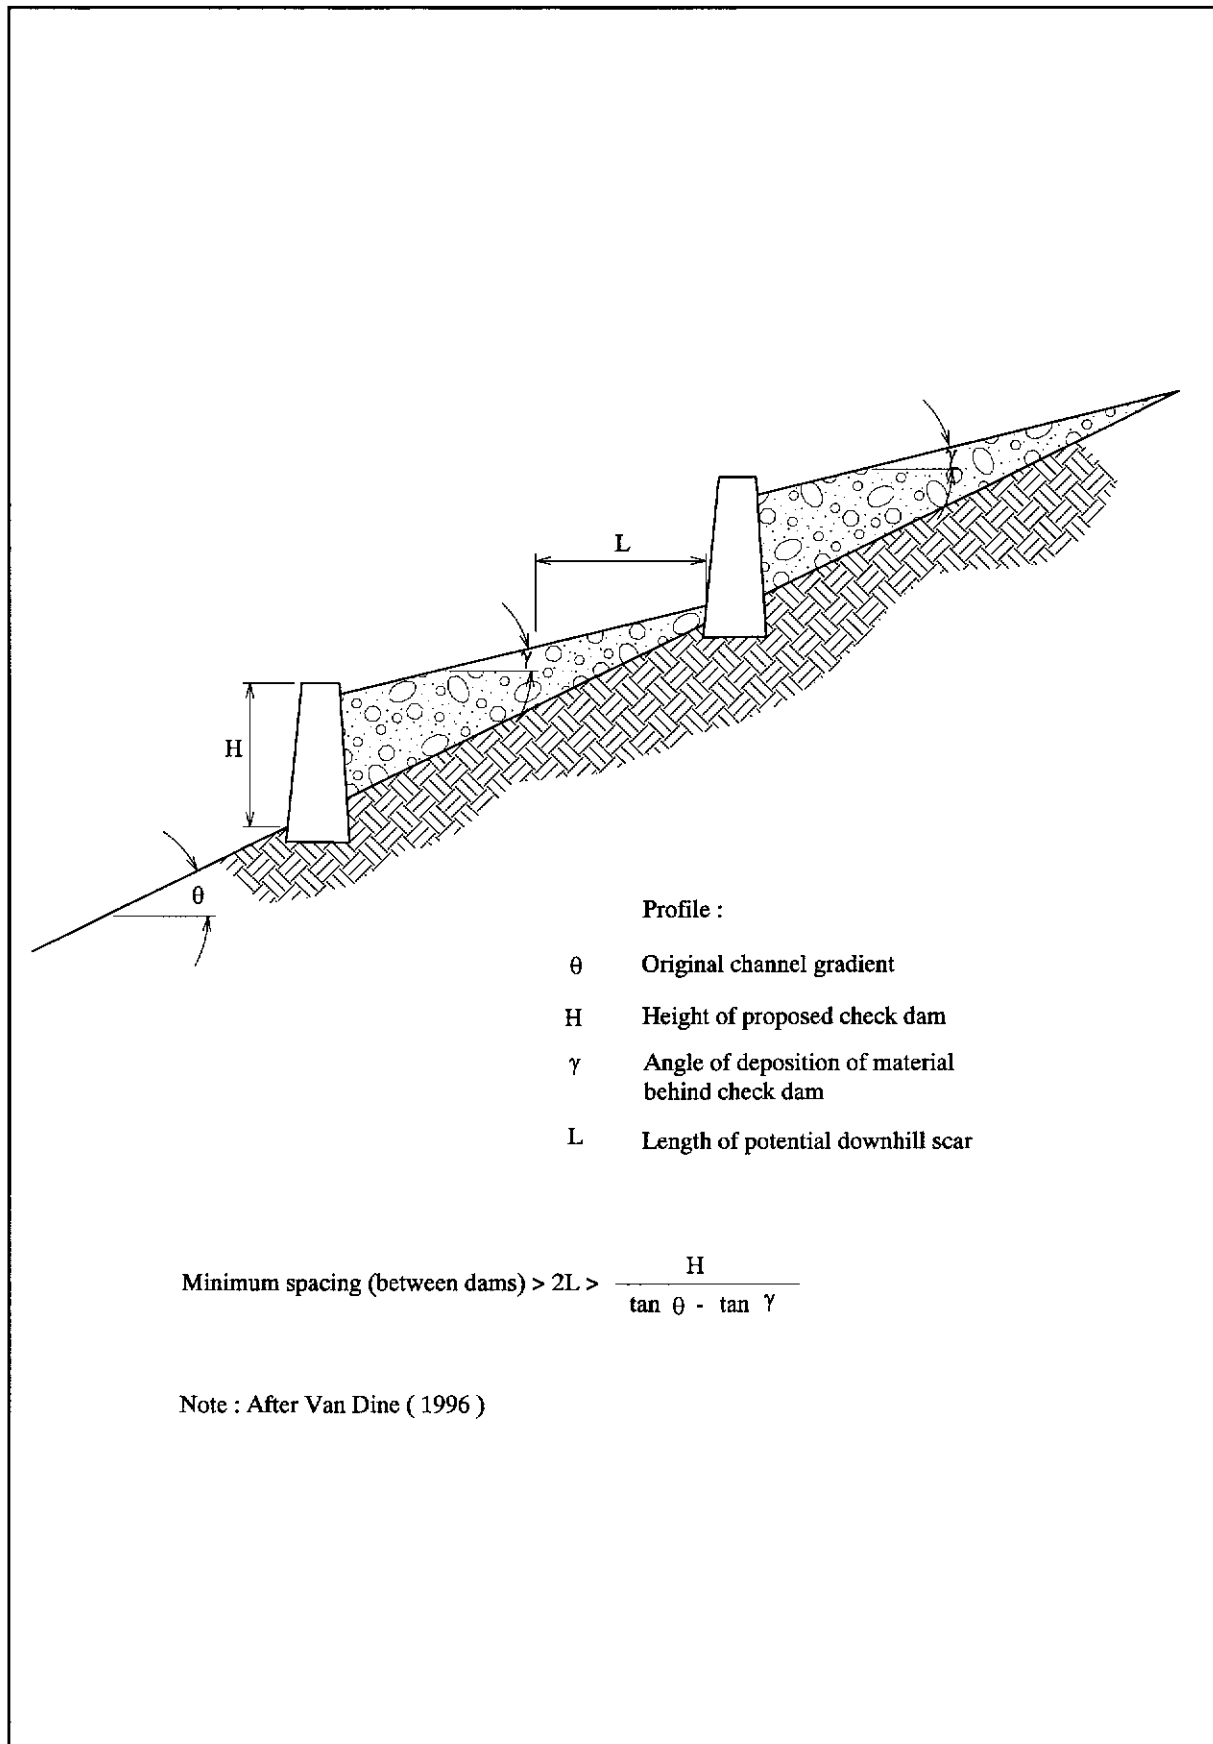 γ
L
γ
H
θ
Profile :
θ Original channel gradient
H Height of proposed check dam
γ Angle of deposition of material
behind check dam
L Length of potential downhill scar
Minimum spacing (between dams) > 2L > H
tan θ - tan γ
Note : After Van Dine ( 1996 )